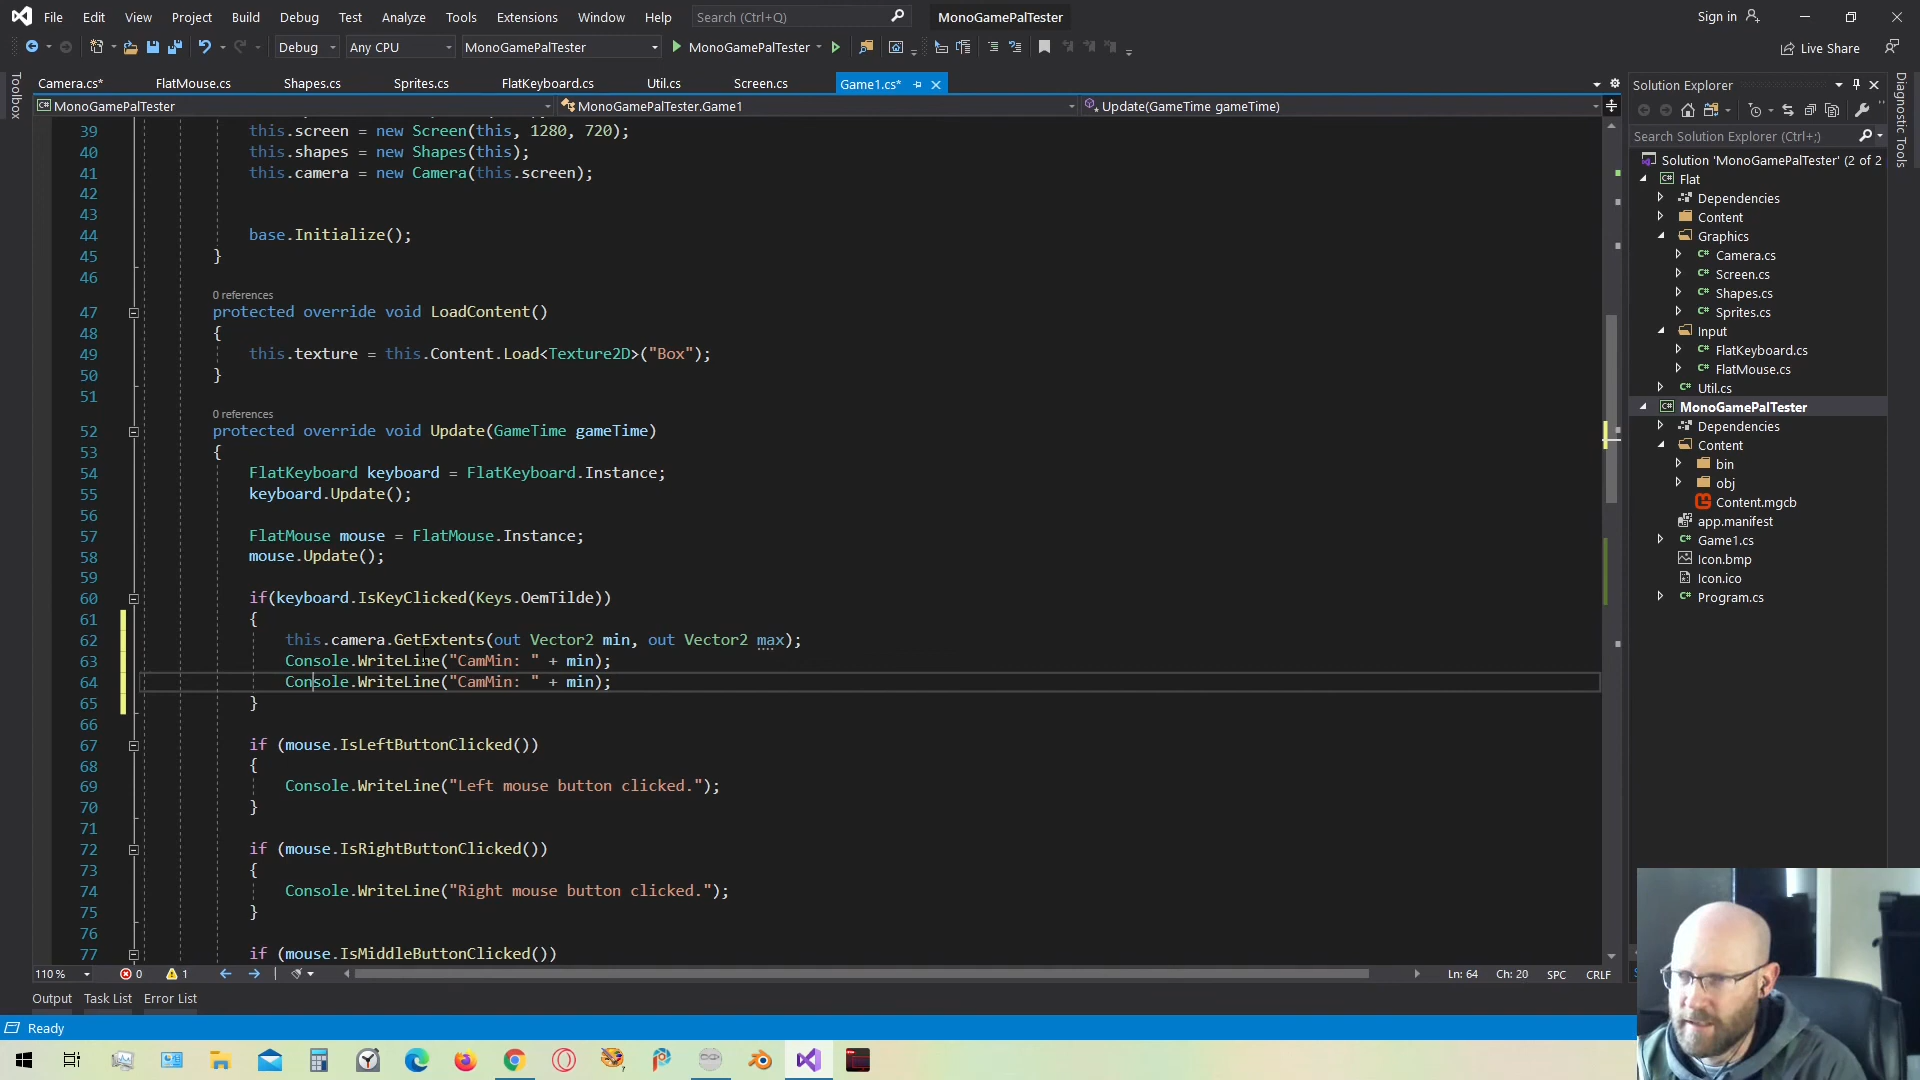 File Edit View Project Build Debug Test Analyze Tools Extensions Window Help Search (Ctrl+Q) MonoGamePalTester Sign in
Debug Any CPU MonoGamePalTester MonoGamePalTester Live Share
Toolbox
Camera.cs* FlatMouse.cs Shapes.cs Sprites.cs FlatKeyboard.cs Util.cs Screen.cs Game1.cs*
MonoGamePalTester MonoGamePalTester.Game1 Update(GameTime gameTime)
39 this.screen = new Screen(this, 1280, 720);
40 this.shapes = new Shapes(this);
41 this.camera = new Camera(this.screen);
42
43
44 base.Initialize();
45 }
46
0 references
47 protected override void LoadContent()
48 {
49 this.texture = this.Content.Load<Texture2D>("Box");
50 }
51
0 references
52 protected override void Update(GameTime gameTime)
53 {
54 FlatKeyboard keyboard = FlatKeyboard.Instance;
55 keyboard.Update();
56
57 FlatMouse mouse = FlatMouse.Instance;
58 mouse.Update();
59
60 if(keyboard.IsKeyClicked(Keys.OemTilde))
61 {
62 this.camera.GetExtents(out Vector2 min, out Vector2 max);
63 Console.WriteLine("CamMin: " + min);
64 Console.WriteLine("CamMin: " + min);
65 }
66
67 if (mouse.IsLeftButtonClicked())
68 {
69 Console.WriteLine("Left mouse button clicked.");
70 }
71
72 if (mouse.IsRightButtonClicked())
73 {
74 Console.WriteLine("Right mouse button clicked.");
75 }
76
77 if (mouse.IsMiddleButtonClicked())
110 % 0 1 Ln: 64 Ch: 20 SPC CRLF
Output Task List Error List
Ready
Solution Explorer
Search Solution Explorer (Ctrl+;)
Solution 'MonoGamePalTester' (2 of 2
Flat
Dependencies
Content
Graphics
Camera.cs
Screen.cs
Shapes.cs
Sprites.cs
Input
FlatKeyboard.cs
FlatMouse.cs
Util.cs
MonoGamePalTester
Dependencies
Content
bin
obj
Content.mgcb
app.manifest
Game1.cs
Icon.bmp
Icon.ico
Program.cs
Diagnostic Tools